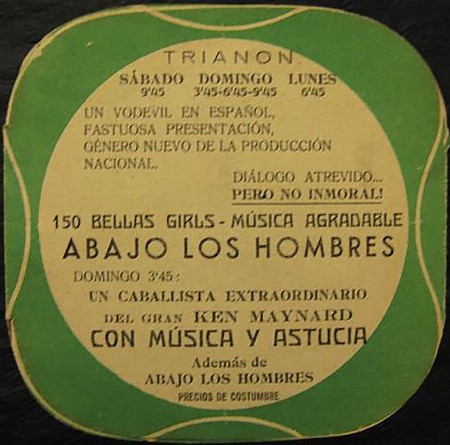 TRIANON
SÁBADO DOMINGO LUNES
9'45 3'45-6'45-9'45 6'45
UN VODEVIL EN ESPAÑOL,
FASTUOSA PRESENTACIÓN,
GÉNERO NUEVO DE LA PRODUCCIÓN
NACIONAL.
DIÁLOGO ATREVIDO...
PERO NO INMORAL!
150 BELLAS GIRLS - MÚSICA AGRADABLE
ABAJO LOS HOMBRES
DOMINGO 3'45:
UN CABALLISTA EXTRAORDINARIO
DEL GRAN KEN MAYNARD
CON MÚSICA Y ASTUCIA
Además de
ABAJO LOS HOMBRES
PRECIOS DE COSTUMBRE